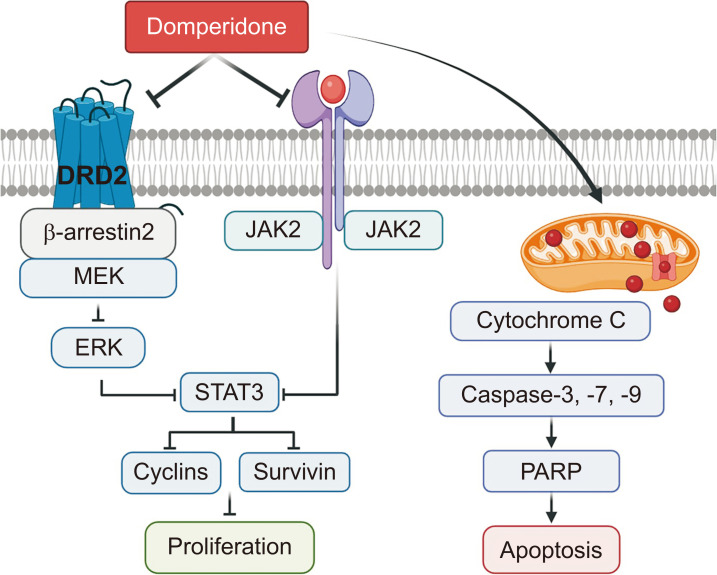 Domperidone
DRD2
β-arrestin2
MEK
ERK
JAK2
JAK2
STAT3
Cyclins
Survivin
Proliferation
Cytochrome C
Caspase-3, -7, -9
PARP
Apoptosis